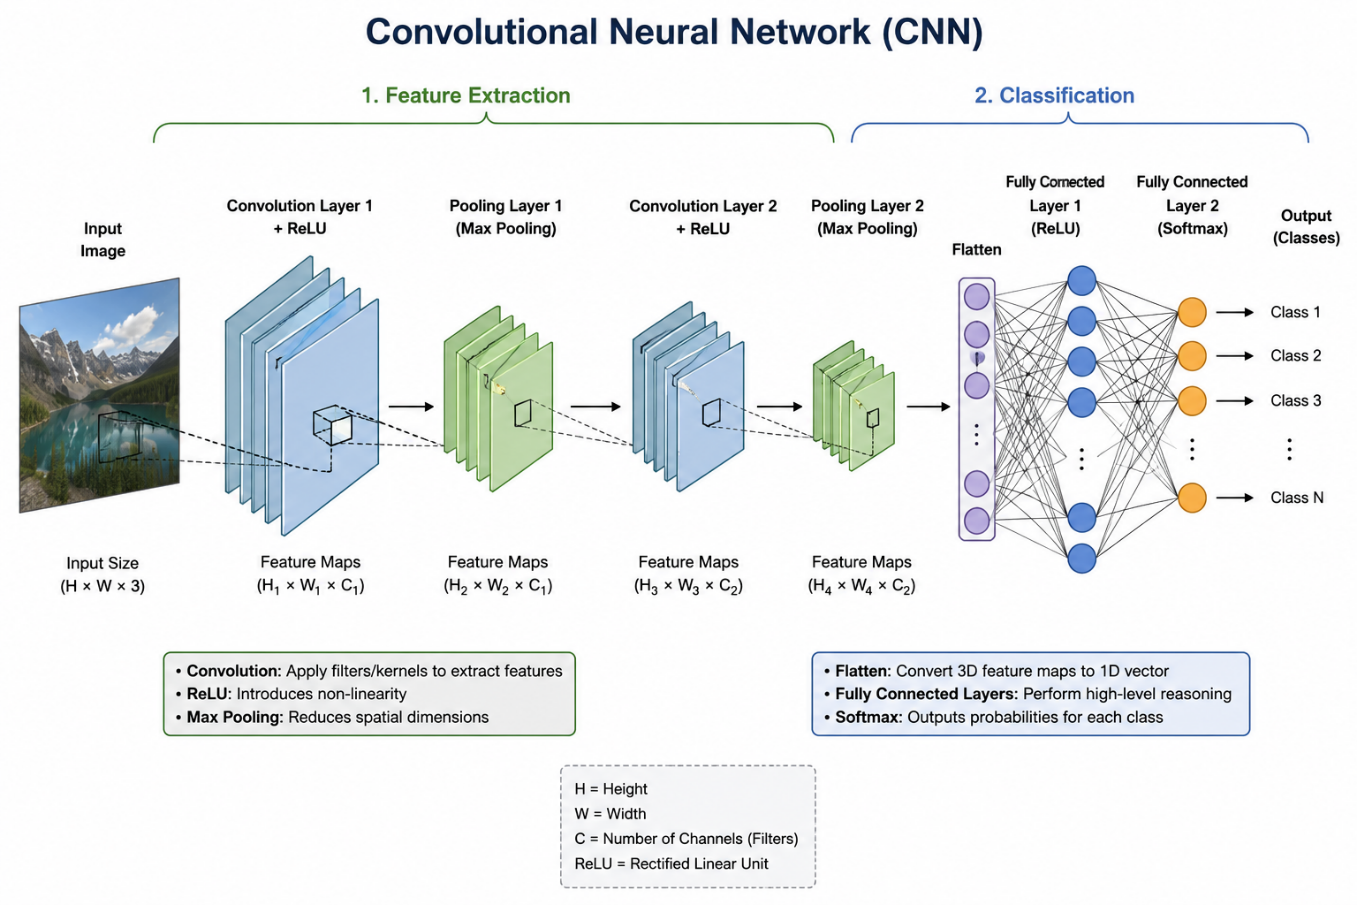 Convolutional Neural Network (CNN)
1. Feature Extraction
2. Classification
Input
Image
Convolution Layer 1
+ ReLU
Pooling Layer 1
(Max Pooling)
Convolution Layer 2
+ ReLU
Pooling Layer 2
(Max Pooling)
Flatten
Fully Connected
Layer 1
(ReLU)
Fully Connected
Layer 2
(Softmax)
Output
(Classes)
Class 1
Class 2
Class 3
Class N
Input Size
(H × W × 3)
Feature Maps
(H₁ × W₁ × C₁)
Feature Maps
(H₂ × W₂ × C₁)
Feature Maps
(H₃ × W₃ × C₂)
Feature Maps
(H₄ × W₄ × C₂)
• Convolution: Apply filters/kernels to extract features
• ReLU: Introduces non-linearity
• Max Pooling: Reduces spatial dimensions
• Flatten: Convert 3D feature maps to 1D vector
• Fully Connected Layers: Perform high-level reasoning
• Softmax: Outputs probabilities for each class
H = Height
W = Width
C = Number of Channels (Filters)
ReLU = Rectified Linear Unit